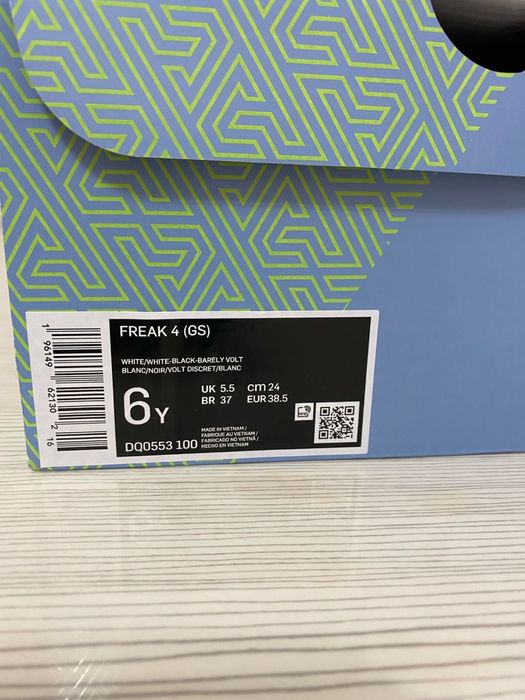 FREAK 4 (GS)
WHITE/WHITE-BLACK-BARELY VOLT
BLANC/NOIR/VOLT DISCRET/BLANC
6Y
UK 5.5 cm 24
BR 37 EUR 38.5
DQ0553 100
MADE IN VIETNAM /
FABRIQUE AU VIETNAM /
FABRICADO NO VIETNÃ /
HECHO EN VIETNAM
1 96149 62130 2 16